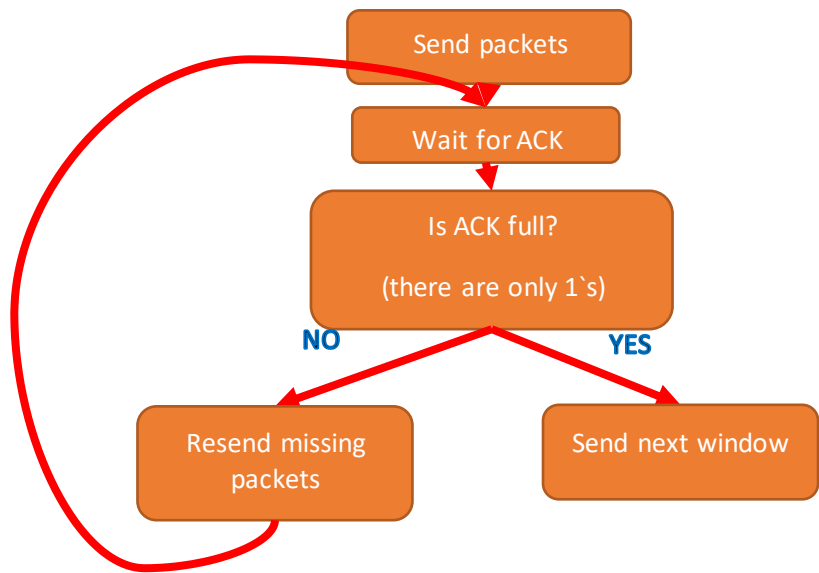 Send packets
Wait for ACK
Is ACK full?
(there are only 1`s)
NO
YES
Resend missing
packets
Send next window